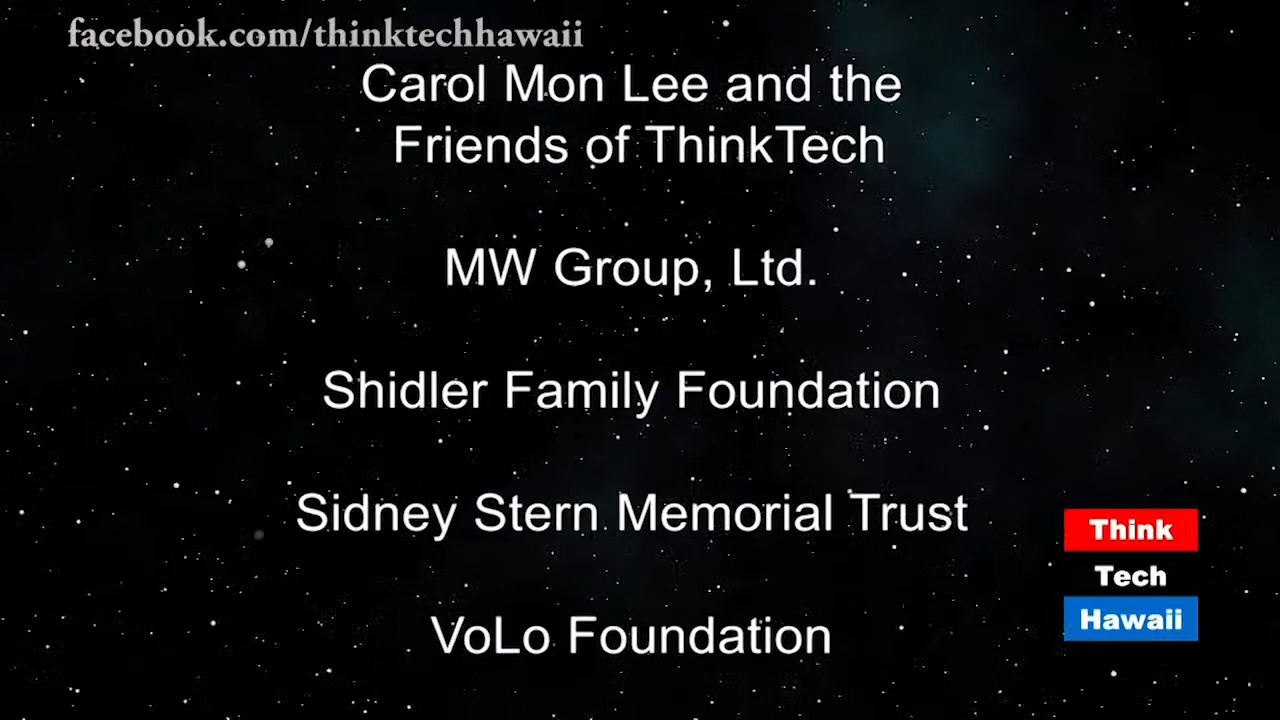 facebook.com/thinktechhawaii
Carol Mon Lee and the
Friends of ThinkTech
MW Group, Ltd.
Shidler Family Foundation
Sidney Stern Memorial Trust
VoLo Foundation
Think
Tech
Hawaii